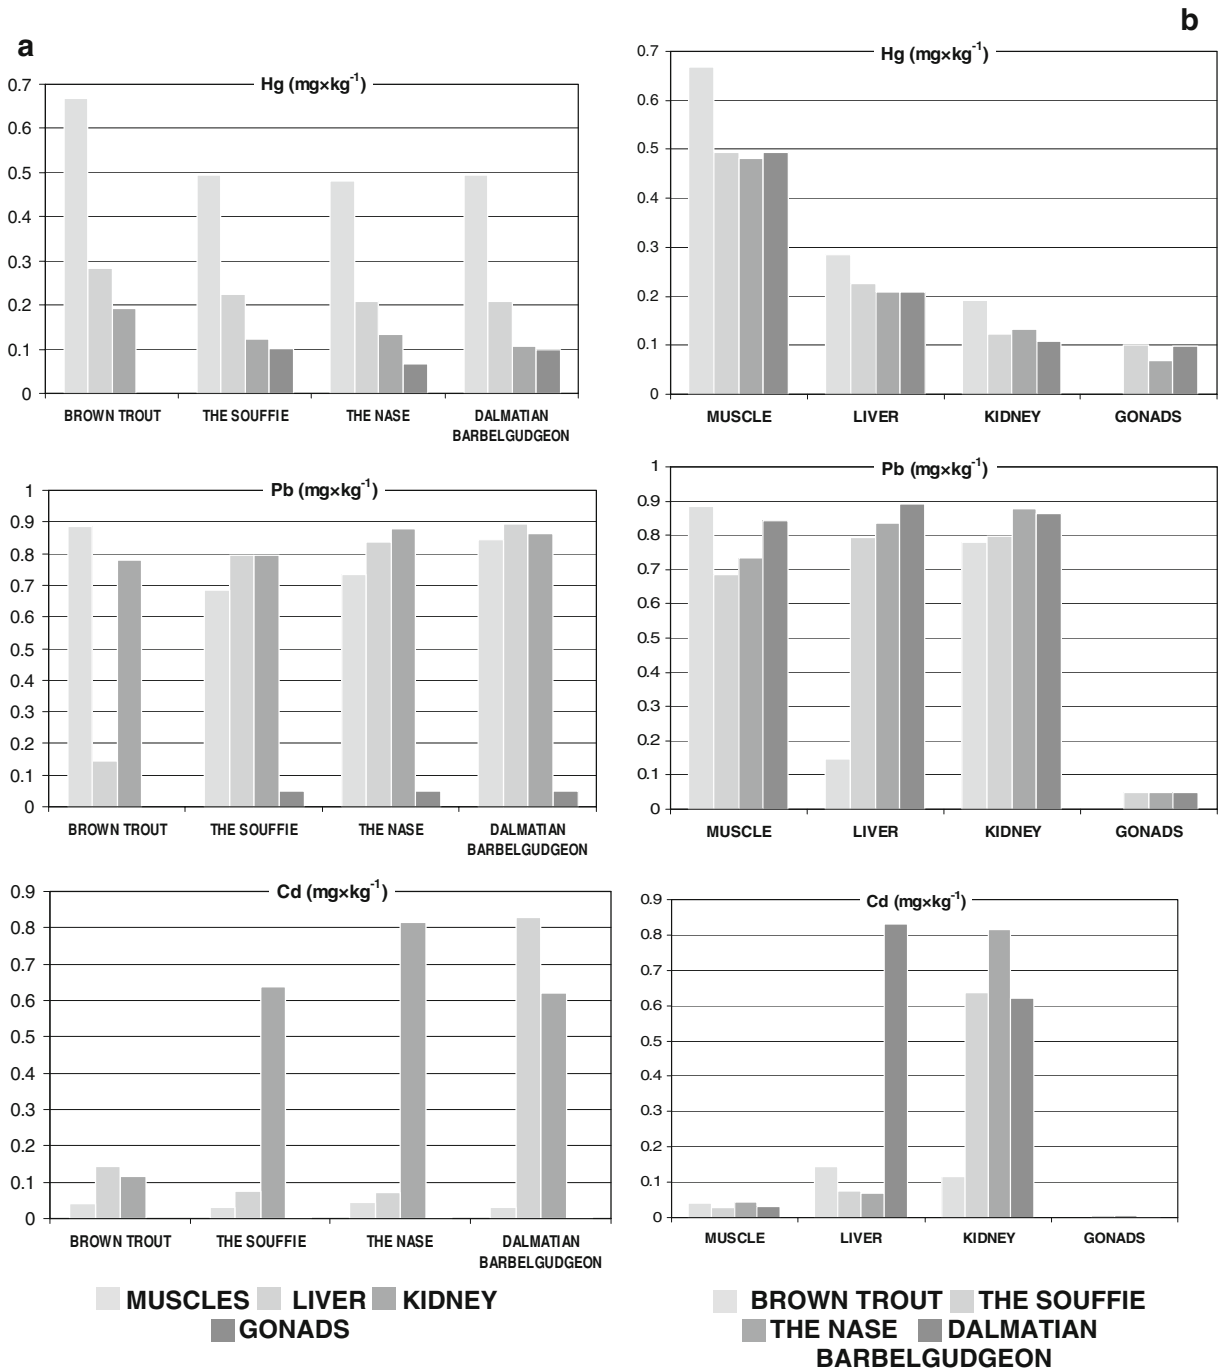 a
Hg (mg×kg-1)
0.7
0.6
0.5
0.4
0.3
0.2
0.1
0
BROWN TROUT THE SOUFFIE THE NASE DALMATIAN
BARBELGUDGEON
Pb (mg×kg-1)
1
0.9
0.8
0.7
0.6
0.5
0.4
0.3
0.2
0.1
0
BROWN TROUT THE SOUFFIE THE NASE DALMATIAN
BARBELGUDGEON
Cd (mg×kg-1)
0.9
0.8
0.7
0.6
0.5
0.4
0.3
0.2
0.1
0
BROWN TROUT THE SOUFFIE THE NASE DALMATIAN
BARBELGUDGEON
MUSCLES LIVER KIDNEY
GONADS
b
Hg (mg×kg-1)
0.7
0.6
0.5
0.4
0.3
0.2
0.1
0
MUSCLE LIVER KIDNEY GONADS
Pb (mg×kg-1)
1
0.9
0.8
0.7
0.6
0.5
0.4
0.3
0.2
0.1
0
MUSCLE LIVER KIDNEY GONADS
Cd (mg×kg-1)
0.9
0.8
0.7
0.6
0.5
0.4
0.3
0.2
0.1
0
MUSCLE LIVER KIDNEY GONADS
BROWN TROUT THE SOUFFIE
THE NASE DALMATIAN
BARBELGUDGEON